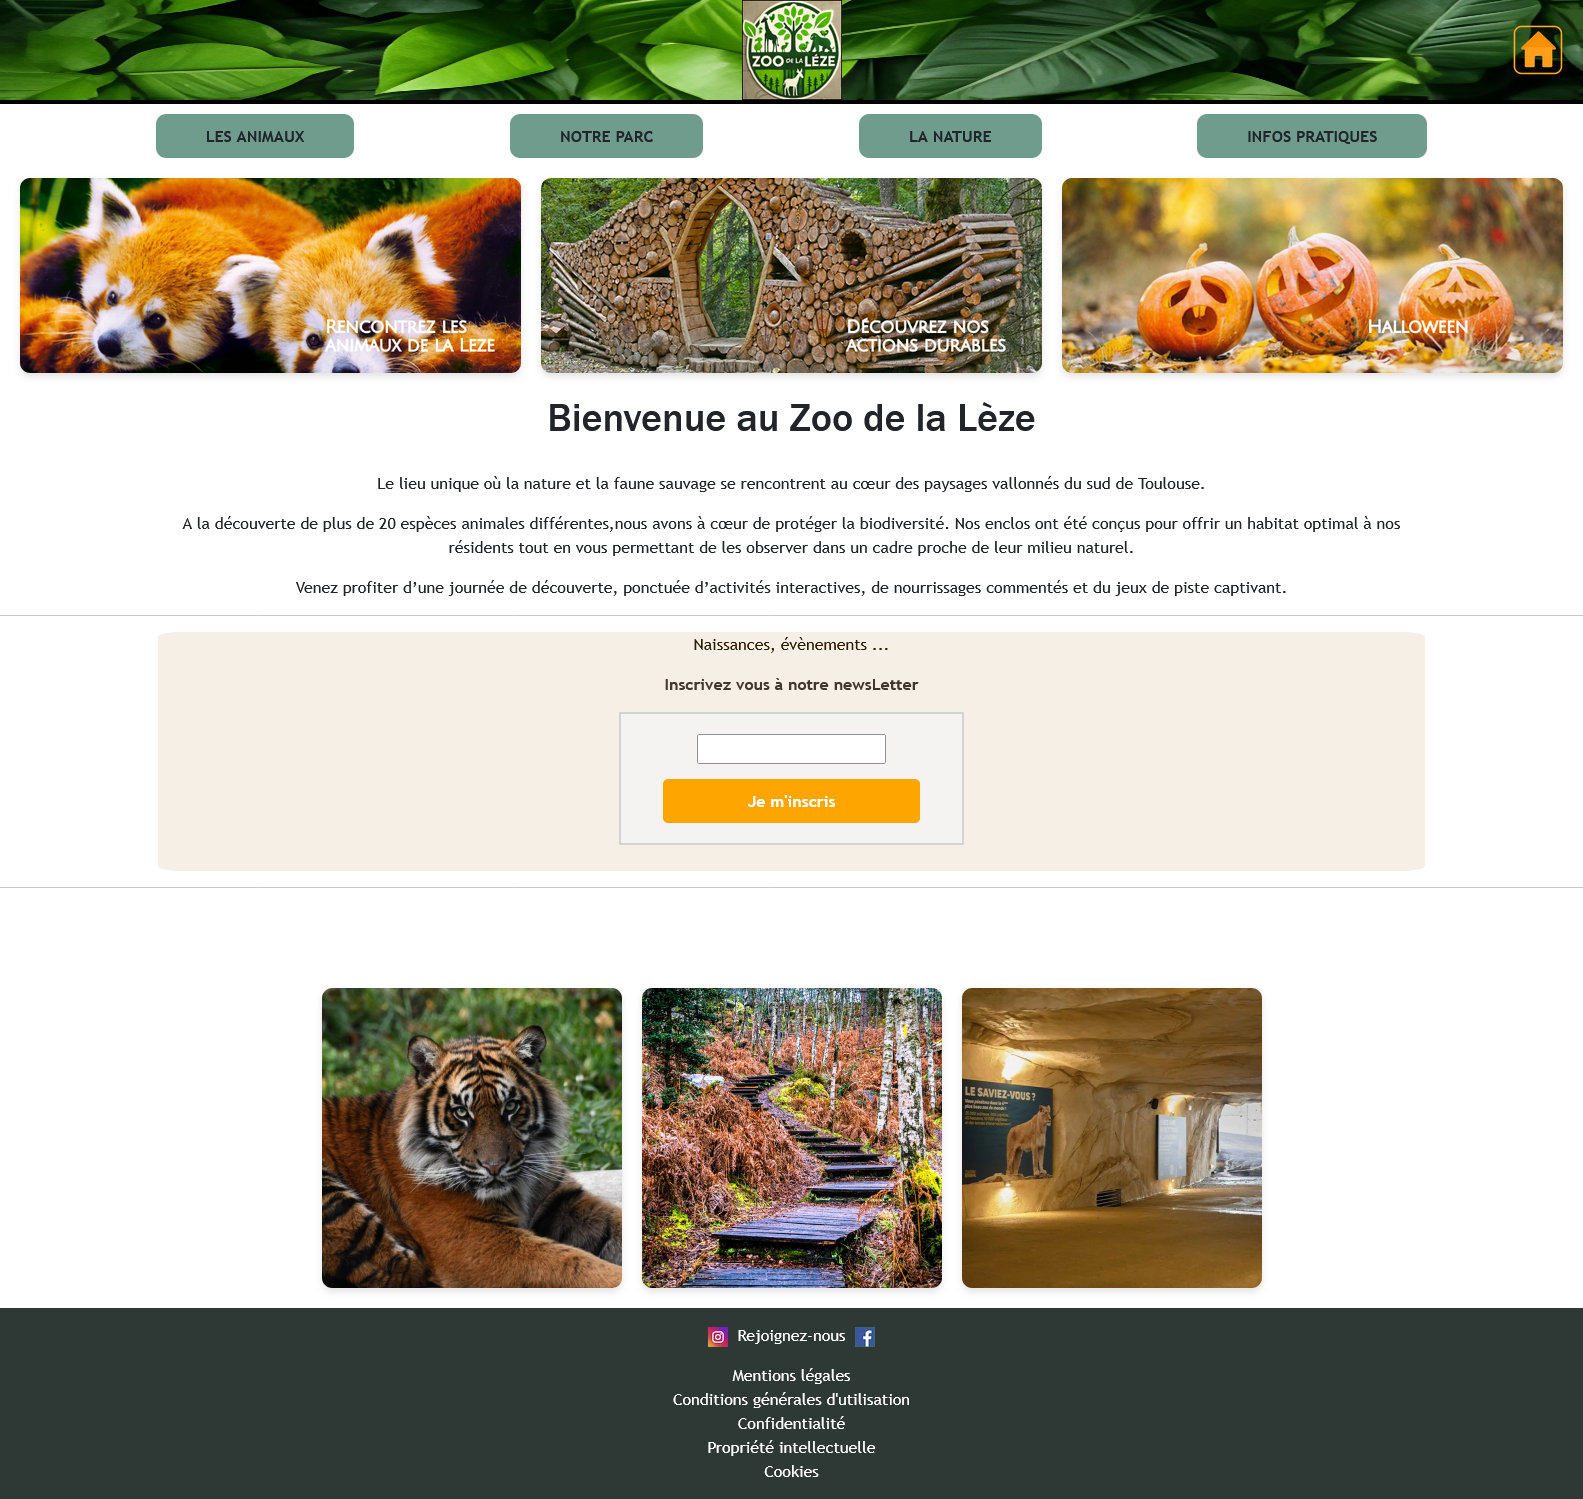 ZOO DE LA LÈZE
LES ANIMAUX
NOTRE PARC
LA NATURE
INFOS PRATIQUES
Rencontrez les
animaux de la Leze
Découvrez nos
actions durables
Halloween
Bienvenue au Zoo de la Lèze
Le lieu unique où la nature et la faune sauvage se rencontrent au cœur des paysages vallonnés du sud de Toulouse.
A la découverte de plus de 20 espèces animales différentes,nous avons à cœur de protéger la biodiversité. Nos enclos ont été conçus pour offrir un habitat optimal à nos
résidents tout en vous permettant de les observer dans un cadre proche de leur milieu naturel.
Venez profiter d’une journée de découverte, ponctuée d’activités interactives, de nourrissages commentés et du jeux de piste captivant.
Naissances, évènements ...
Inscrivez vous à notre newsLetter
Je m'inscris
LE SAVIEZ-VOUS ?
Rejoignez-nous
Mentions légales
Conditions générales d'utilisation
Confidentialité
Propriété intellectuelle
Cookies